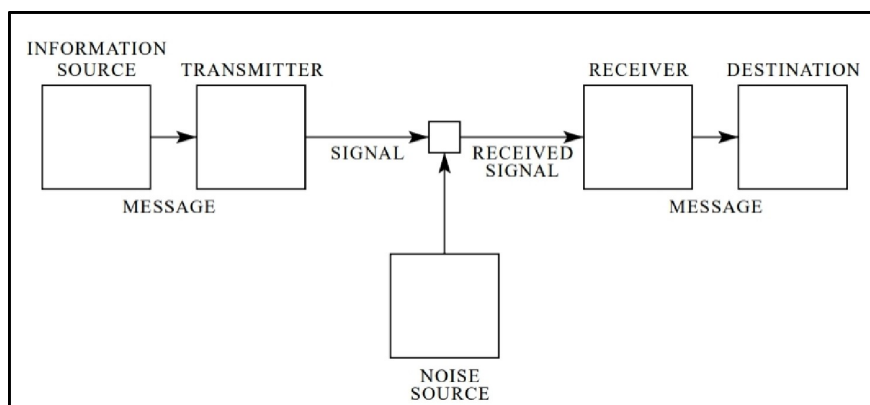 INFORMATION
SOURCE
TRANSMITTER
RECEIVER
DESTINATION
SIGNAL
RECEIVED
SIGNAL
MESSAGE
MESSAGE
NOISE
SOURCE